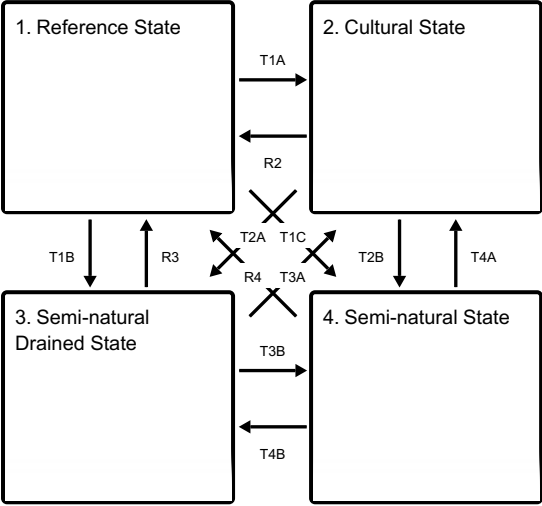 1. Reference State
2. Cultural State
T1A
R2
T2A
T1C
T1B
R3
T2B
T4A
R4
T3A
3. Semi-natural
Drained State
4. Semi-natural State
T3B
T4B